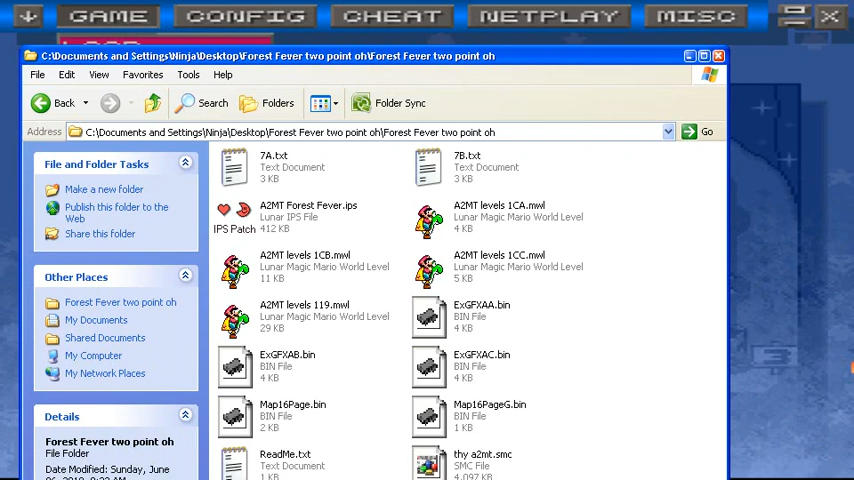 GAME CONFIG CHEAT NETPLAY MISC
C:\Documents and Settings\Ninja\Desktop\Forest Fever two point oh\Forest Fever two point oh
File Edit View Favorites Tools Help
Back Search Folders Folder Sync
Address C:\Documents and Settings\Ninja\Desktop\Forest Fever two point oh\Forest Fever two point oh Go
File and Folder Tasks
Make a new folder
Publish this folder to the
Web
Share this folder
Other Places
Forest Fever two point oh
My Documents
Shared Documents
My Computer
My Network Places
Details
Forest Fever two point oh
File Folder
Date Modified: Sunday, June
7A.txt
Text Document
3 KB
7B.txt
Text Document
3 KB
IPS Patch
A2MT Forest Fever.ips
Lunar IPS File
412 KB
A2MT levels 1CA.mwl
Lunar Magic Mario World Level
4 KB
A2MT levels 1CB.mwl
Lunar Magic Mario World Level
11 KB
A2MT levels 1CC.mwl
Lunar Magic Mario World Level
5 KB
A2MT levels 119.mwl
Lunar Magic Mario World Level
29 KB
ExGFXAA.bin
BIN File
4 KB
ExGFXAB.bin
BIN File
4 KB
ExGFXAC.bin
BIN File
4 KB
Map16Page.bin
BIN File
2 KB
Map16PageG.bin
BIN File
1 KB
ReadMe.txt
Text Document
1 KB
thy a2mt.smc
SMC File
4,097 KB